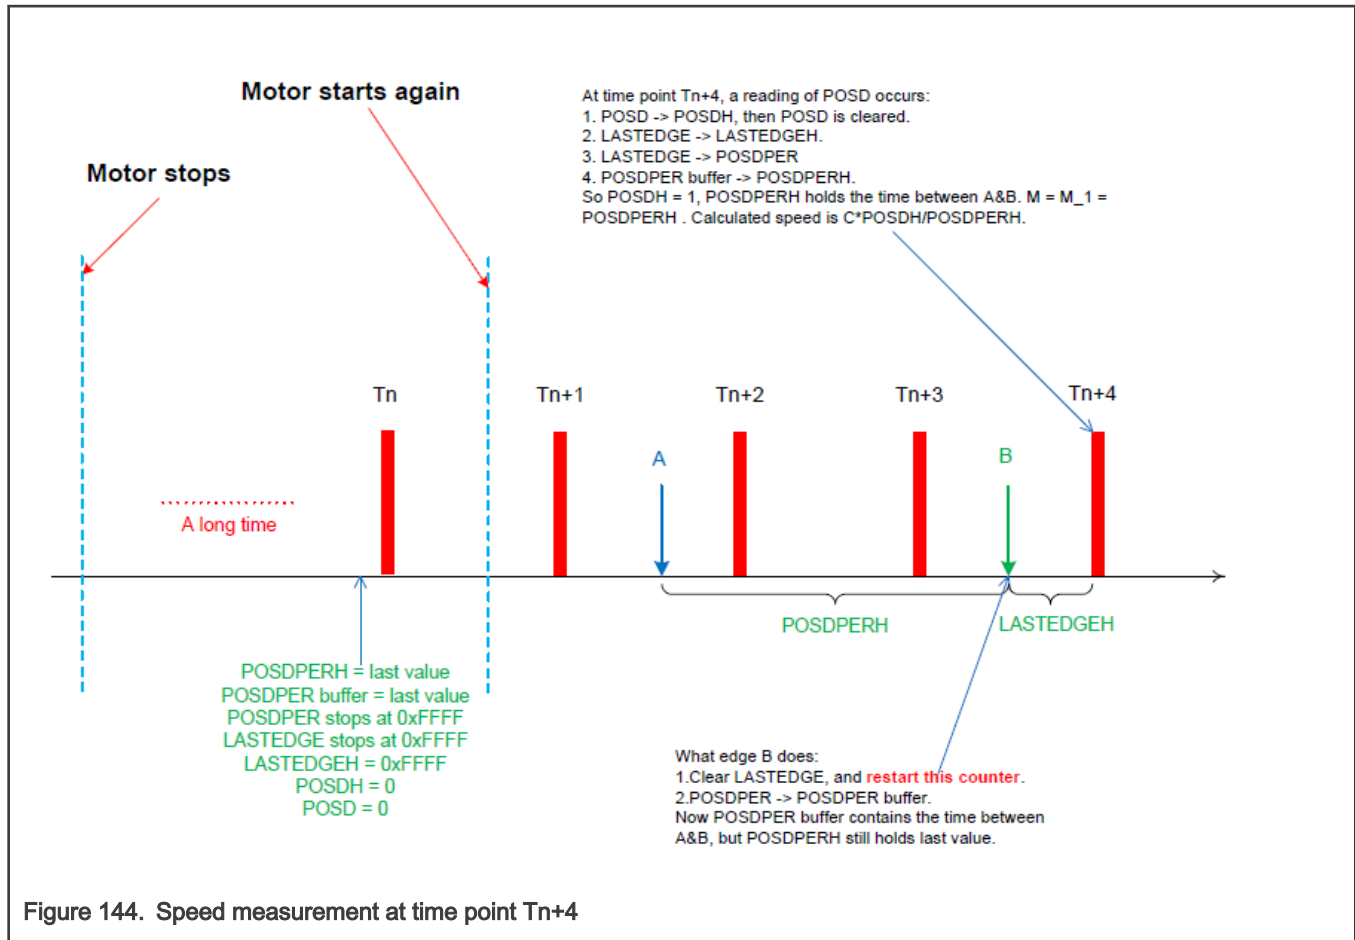 Motor starts again
Motor stops
At time point Tn+4, a reading of POSD occurs:
1. POSD -> POSDH, then POSD is cleared.
2. LASTEDGE -> LASTEDGEH.
3. LASTEDGE -> POSDPER
4. POSDPER buffer -> POSDPERH.
So POSDH = 1, POSDPERH holds the time between A&B. M = M_1 =
POSDPERH . Calculated speed is C*POSDH/POSDPERH.
Tn
Tn+1
Tn+2
Tn+3
Tn+4
A
B
A long time
POSDPERH
LASTEDGEH
POSDPERH = last value
POSDPER buffer = last value
POSDPER stops at 0xFFFF
LASTEDGE stops at 0xFFFF
LASTEDGEH = 0xFFFF
POSDH = 0
POSD = 0
What edge B does:
1.Clear LASTEDGE, and restart this counter.
2.POSDPER -> POSDPER buffer.
Now POSDPER buffer contains the time between
A&B, but POSDPERH still holds last value.
Figure 144. Speed measurement at time point Tn+4